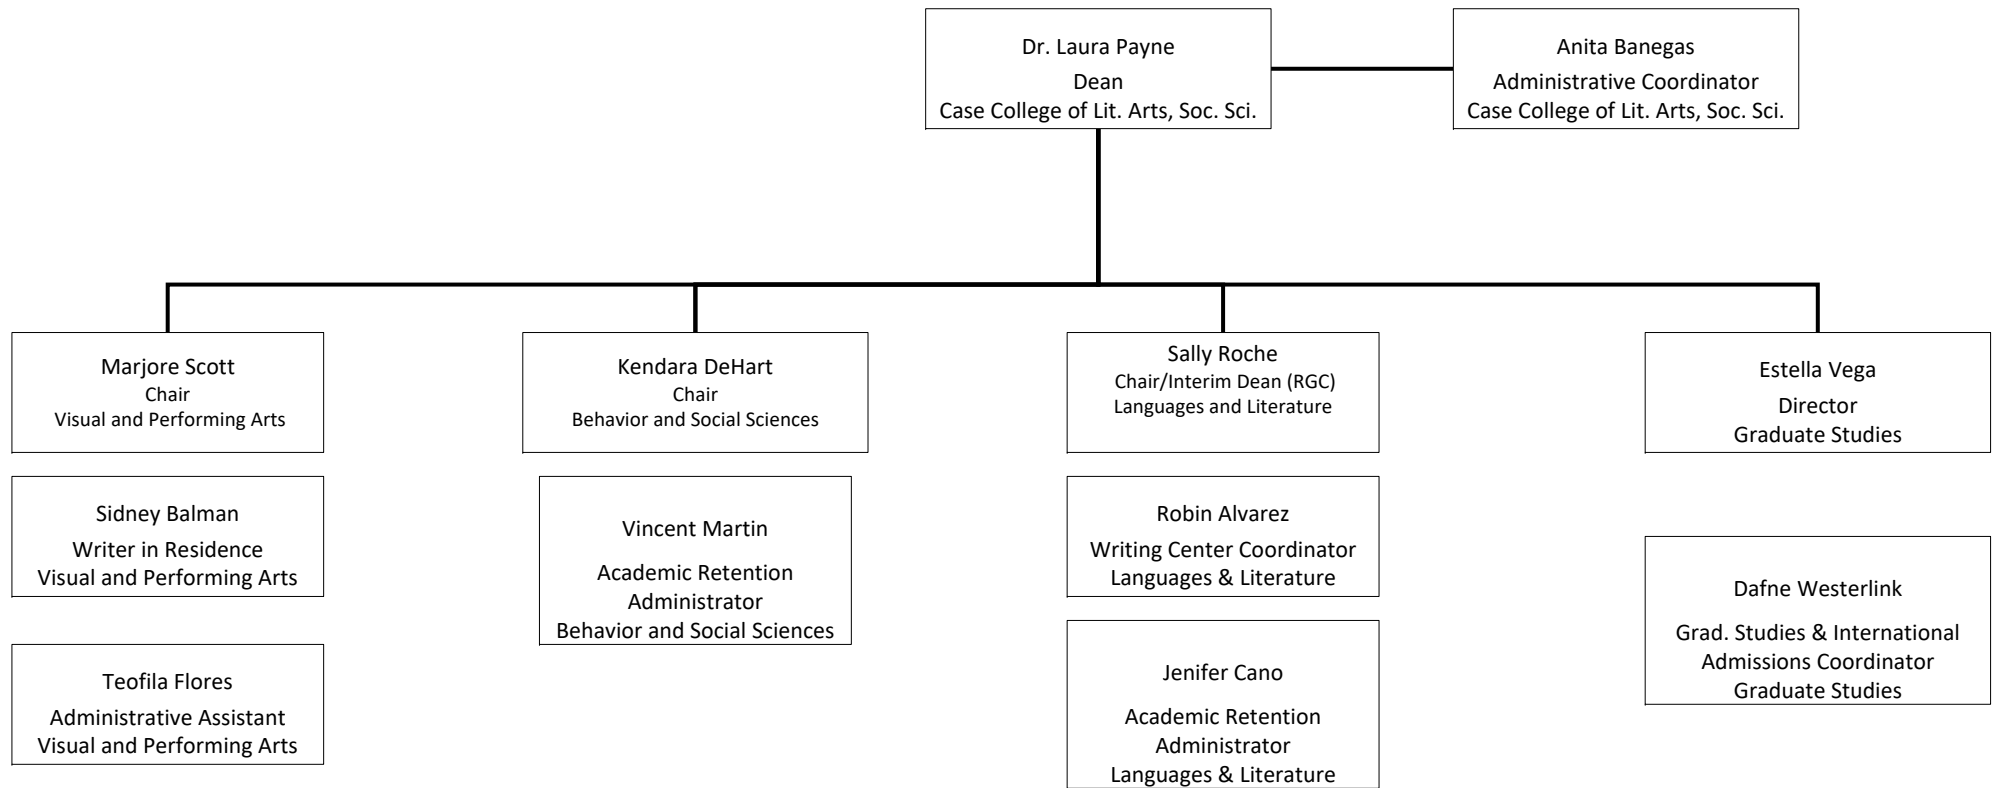 Dr. Laura Payne
Dean
Case College of Lit. Arts, Soc. Sci.
Anita Banegas
Administrative Coordinator
Case College of Lit. Arts, Soc. Sci.
Marjore Scott
Chair
Visual and Performing Arts
Kendara DeHart
Chair
Behavior and Social Sciences
Sally Roche
Chair/Interim Dean (RGC)
Languages and Literature
Estella Vega
Director
Graduate Studies
Sidney Balman
Writer in Residence
Visual and Performing Arts
Vincent Martin
Academic Retention
Administrator
Behavior and Social Sciences
Robin Alvarez
Writing Center Coordinator
Languages & Literature
Dafne Westerlink
Grad. Studies & International
Admissions Coordinator
Graduate Studies
Teofila Flores
Administrative Assistant
Visual and Performing Arts
Jenifer Cano
Academic Retention
Administrator
Languages & Literature